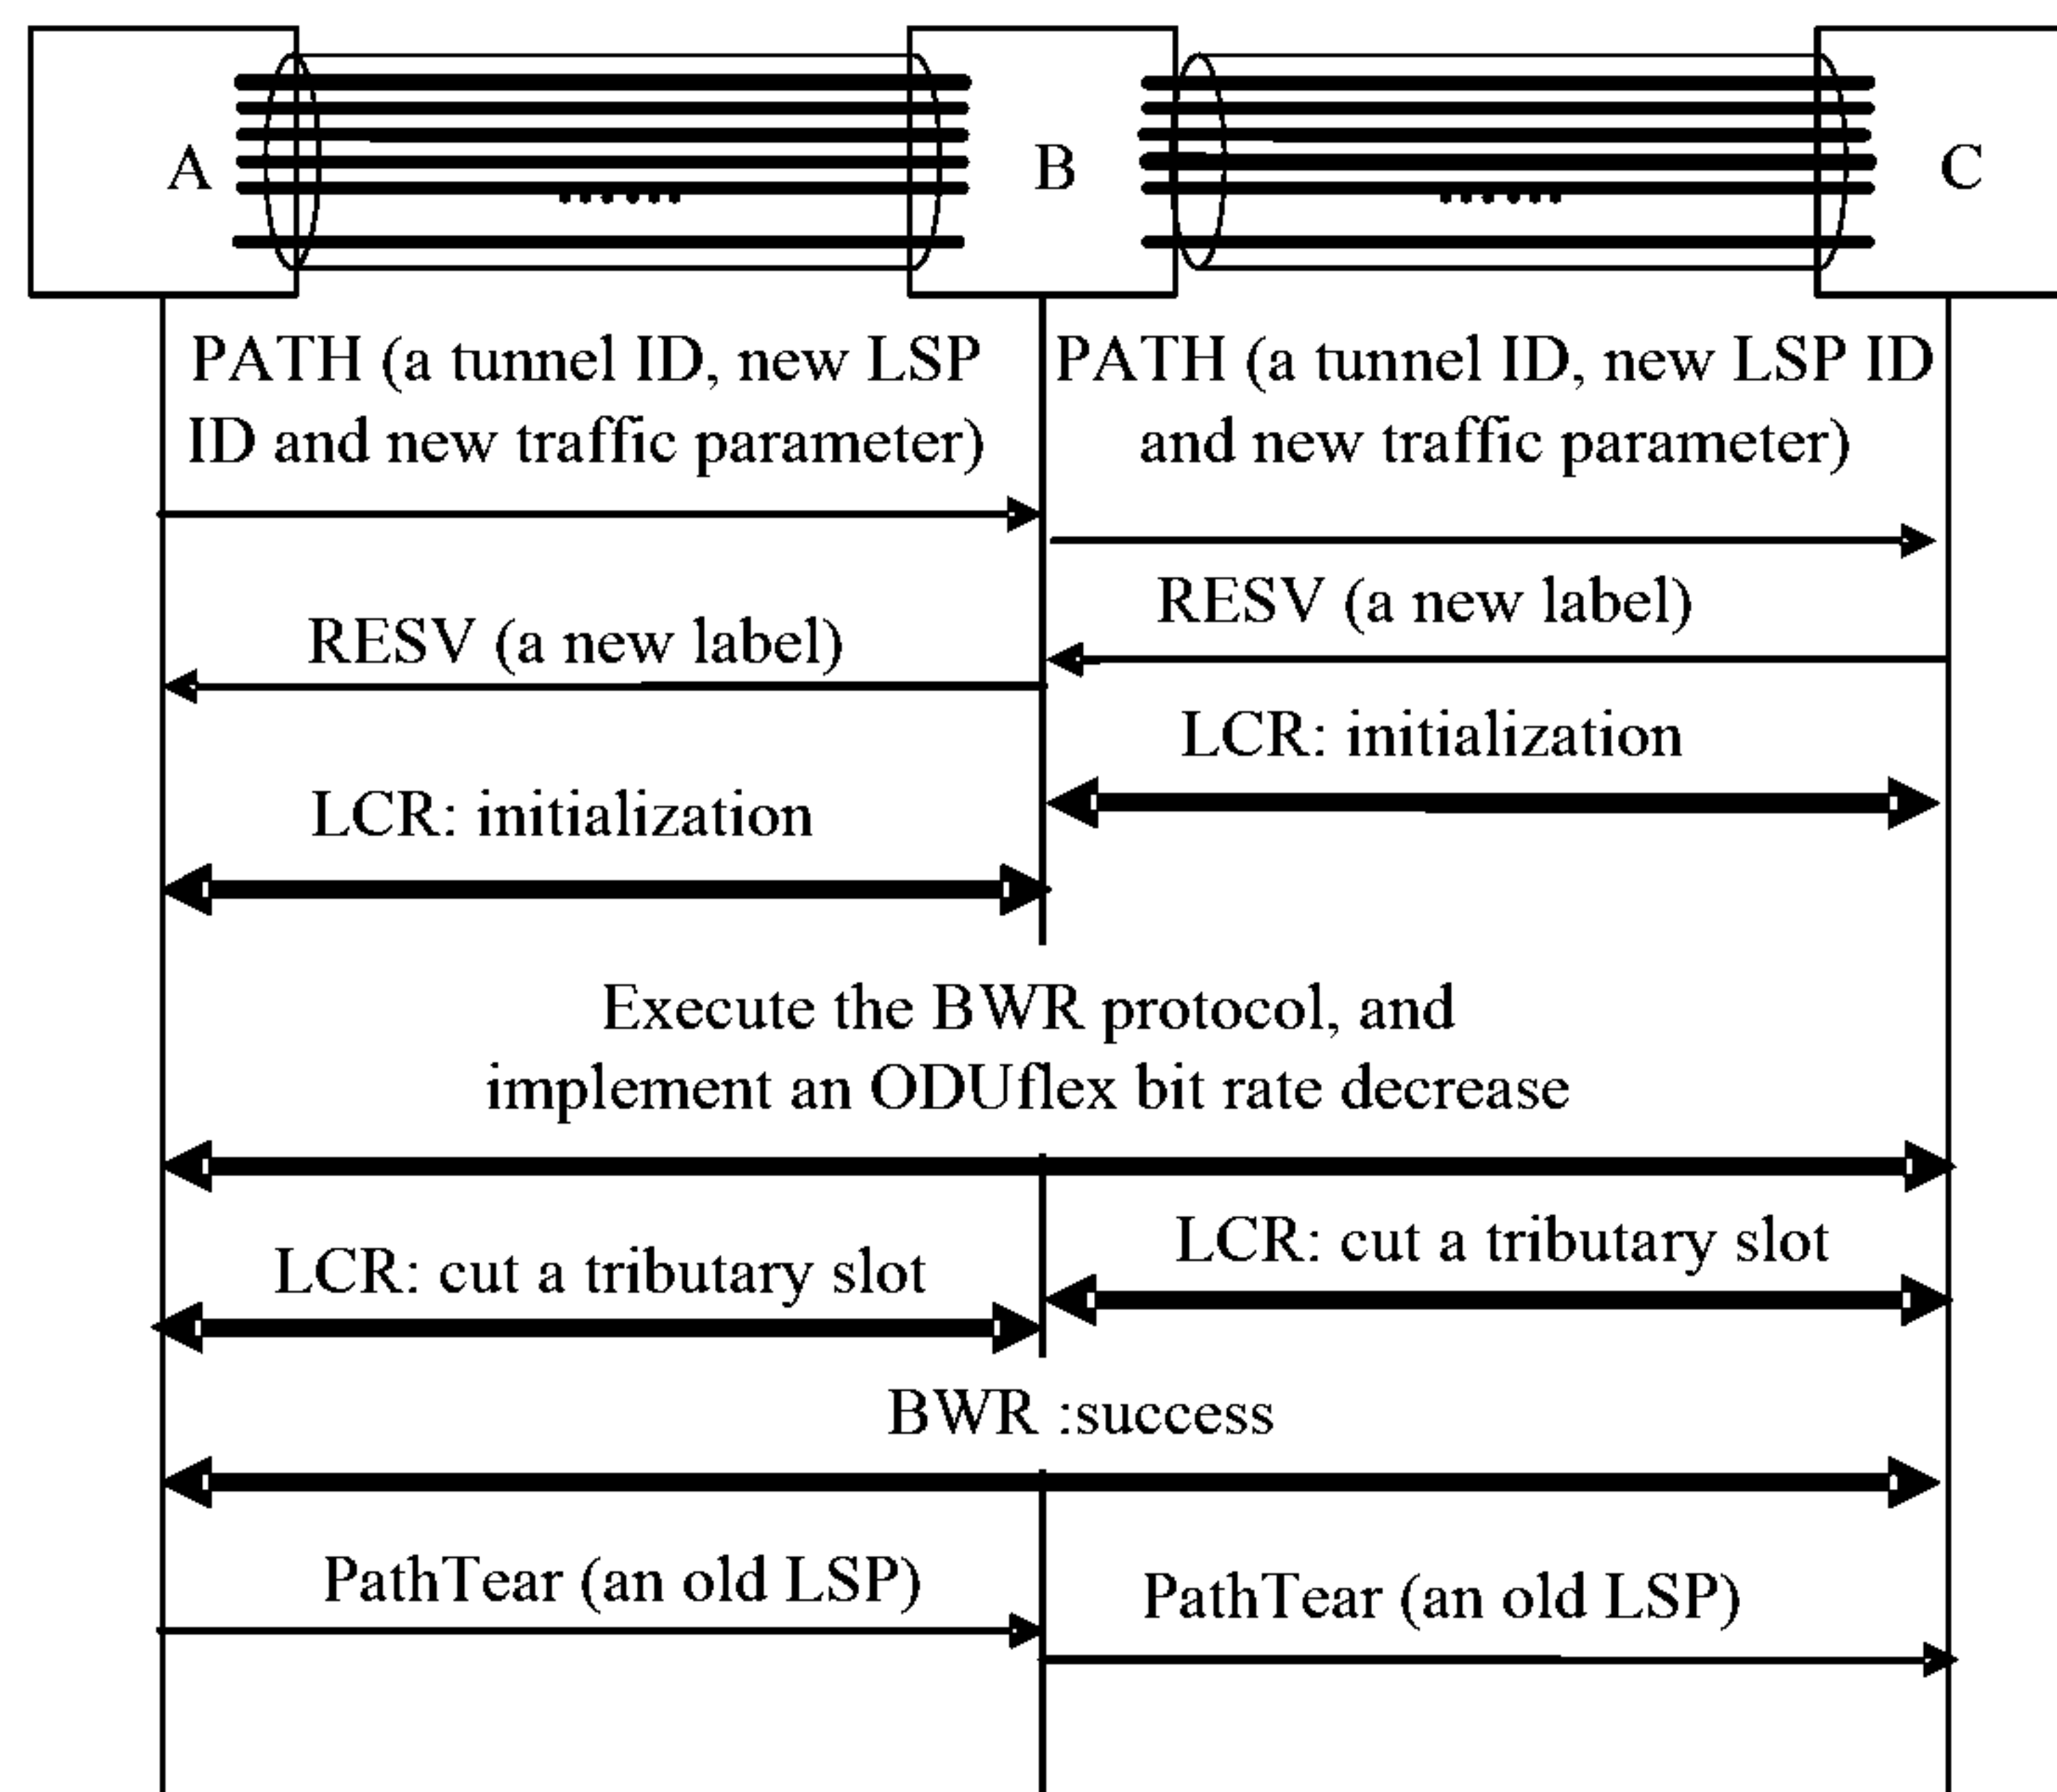 A
B
C
PATH (a tunnel ID, new LSP
ID and new traffic parameter)
PATH (a tunnel ID, new LSP ID
and new traffic parameter)
RESV (a new label)
RESV (a new label)
LCR: initialization
LCR: initialization
Execute the BWR protocol, and
implement an ODUflex bit rate decrease
LCR: cut a tributary slot
LCR: cut a tributary slot
BWR :success
PathTear (an old LSP)
PathTear (an old LSP)